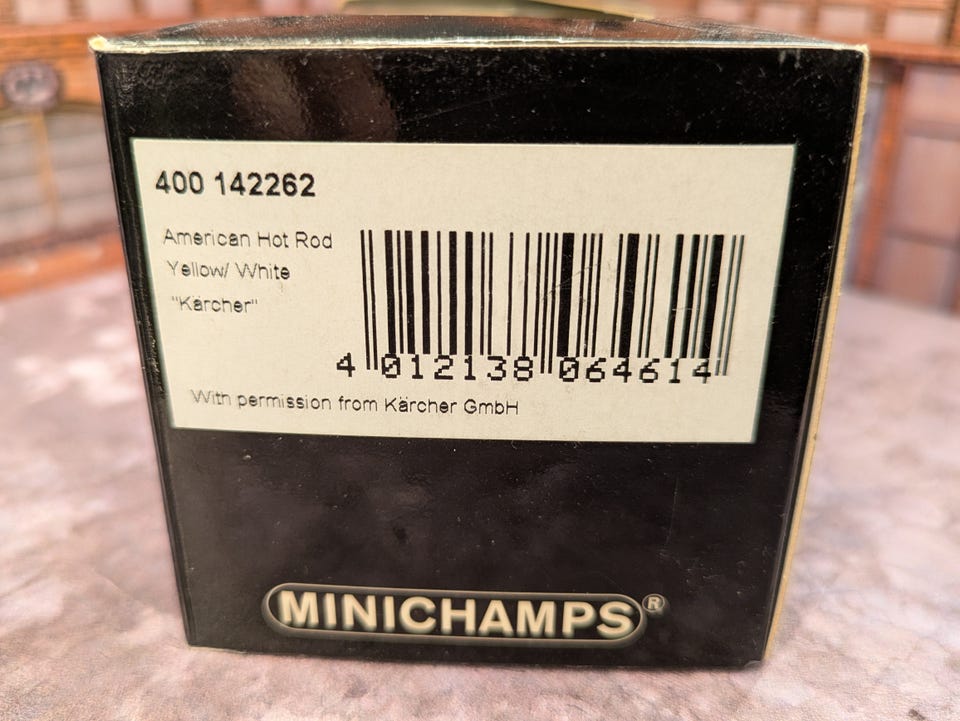 400 142262
American Hot Rod
Yellow/ White
"Kärcher"
4 012138 064614
With permission from Kärcher GmbH
MINICHAMPS®